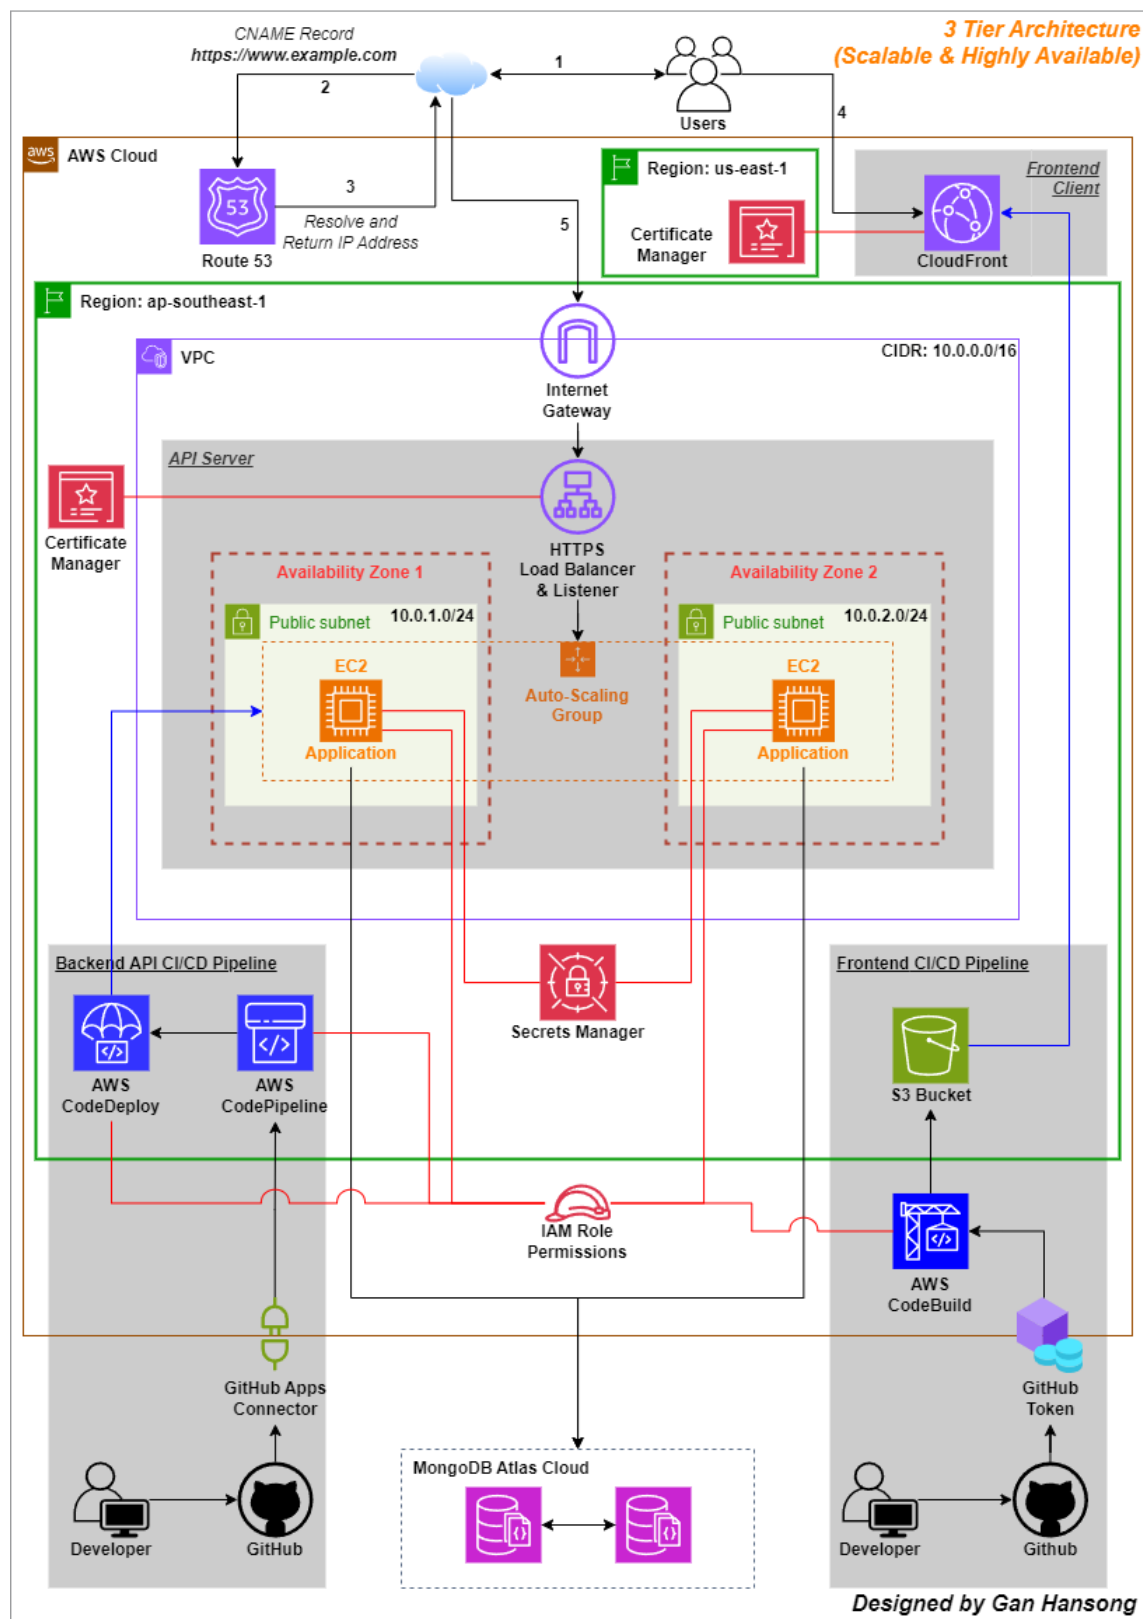 3 Tier Architecture
(Scalable & Highly Available)
CNAME Record
https://www.example.com
1
2
Users
4
aws
AWS Cloud
Region: us-east-1
Frontend
Client
53
3
Resolve and
Return IP Address
Route 53
5
Certificate
Manager
CloudFront
Region: ap-southeast-1
VPC
CIDR: 10.0.0.0/16
Internet
Gateway
API Server
Certificate
Manager
HTTPS
Load Balancer
& Listener
Availability Zone 1
Availability Zone 2
Public subnet
10.0.1.0/24
Public subnet
10.0.2.0/24
EC2
EC2
Auto-Scaling
Group
Application
Application
Backend API CI/CD Pipeline
Frontend CI/CD Pipeline
Secrets Manager
AWS
CodeDeploy
AWS
CodePipeline
S3 Bucket
IAM Role
Permissions
AWS
CodeBuild
GitHub Apps
Connector
GitHub
Token
MongoDB Atlas Cloud
Developer
GitHub
Developer
Github
Designed by Gan Hansong